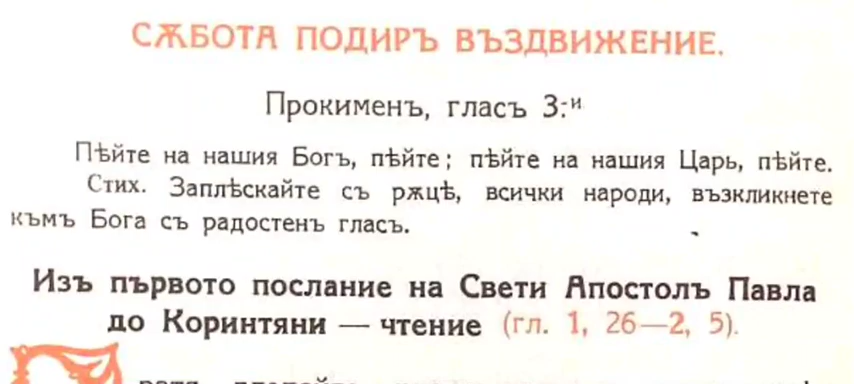 СѪБОТА ПОДИРЪ ВЪЗДВИЖЕНИЕ.
Прокименъ, гласъ 3:и
Пѣйте на нашия Богъ, пѣйте; пѣйте на нашия Царь, пѣйте.
Стих. Заплѣскайте съ рѫцѣ, всички народи, възкликнете
къмъ Бога съ радостенъ гласъ.
Изъ първото послание на Свети Апостолъ Павла
до Коринтяни — чтение (гл. 1, 26—2, 5).